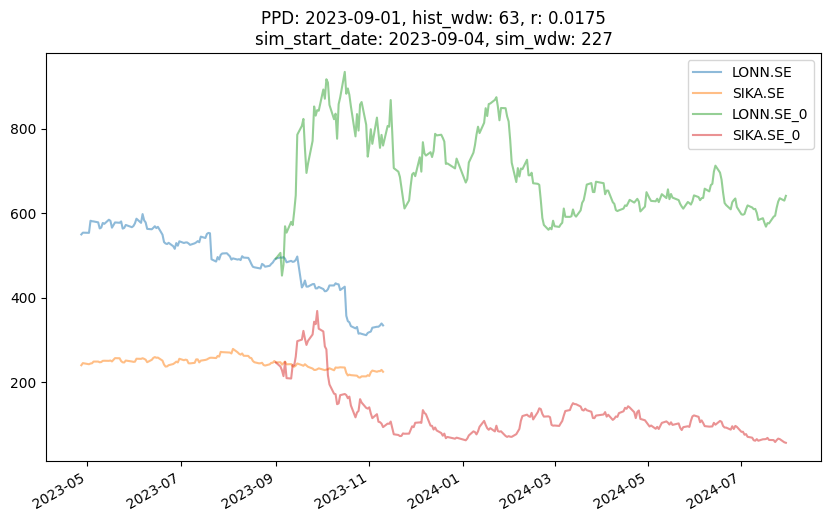 PPD: 2023-09-01, hist_wdw: 63, r: 0.0175
sim_start_date: 2023-09-04, sim_wdw: 227
LONN.SE
SIKA.SE
LONN.SE_0
SIKA.SE_0
800
600
400
200
2023-05
2023-07
2023-09
2023-11
2024-01
2024-03
2024-05
2024-07